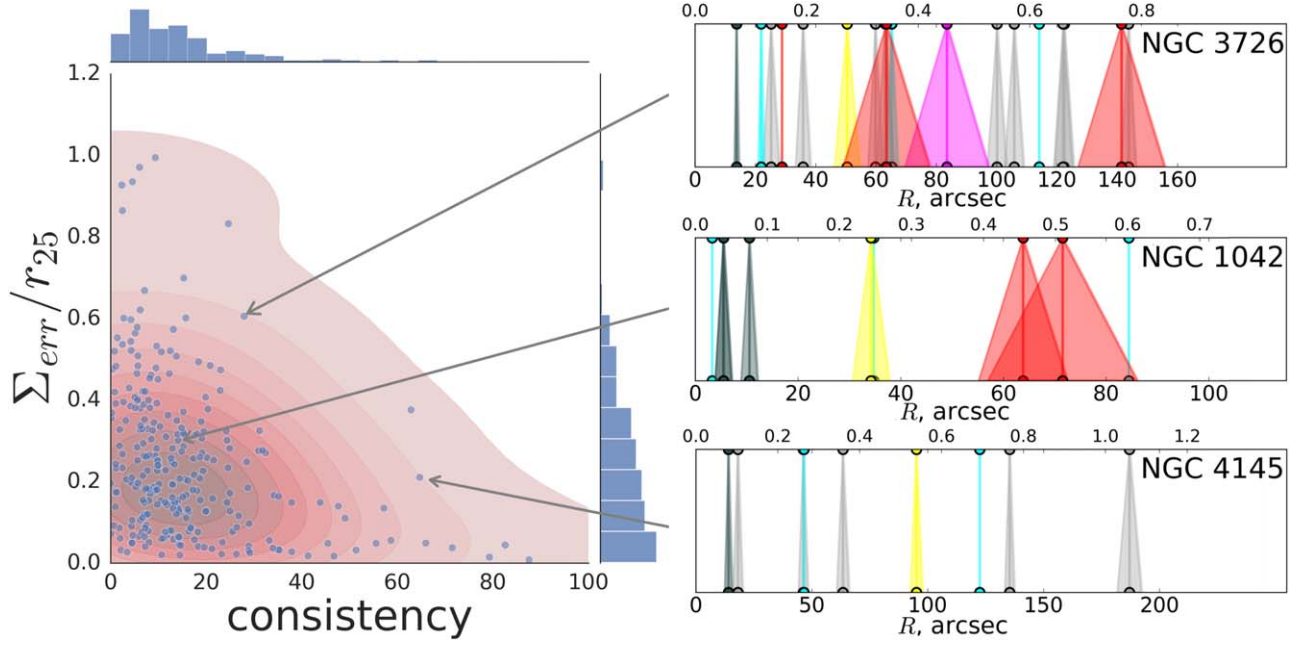 1.2
1.0
0.8
0.6
0.4
0.2
0.0
Σ_err/r_25
0 20 40 60 80 100
consistency
0.0 0.2 0.4 0.6 0.8
NGC 3726
0 20 40 60 80 100 120 140 160
R, arcsec
0.0 0.1 0.2 0.3 0.4 0.5 0.6 0.7
NGC 1042
0 20 40 60 80 100
R, arcsec
0.0 0.2 0.4 0.6 0.8 1.0 1.2
NGC 4145
0 50 100 150 200
R, arcsec